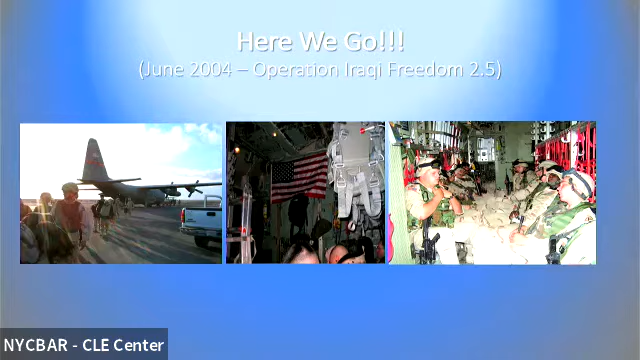 Here We Go!!!
(June 2004 – Operation Iraqi Freedom 2.5)
NYCBAR - CLE Center